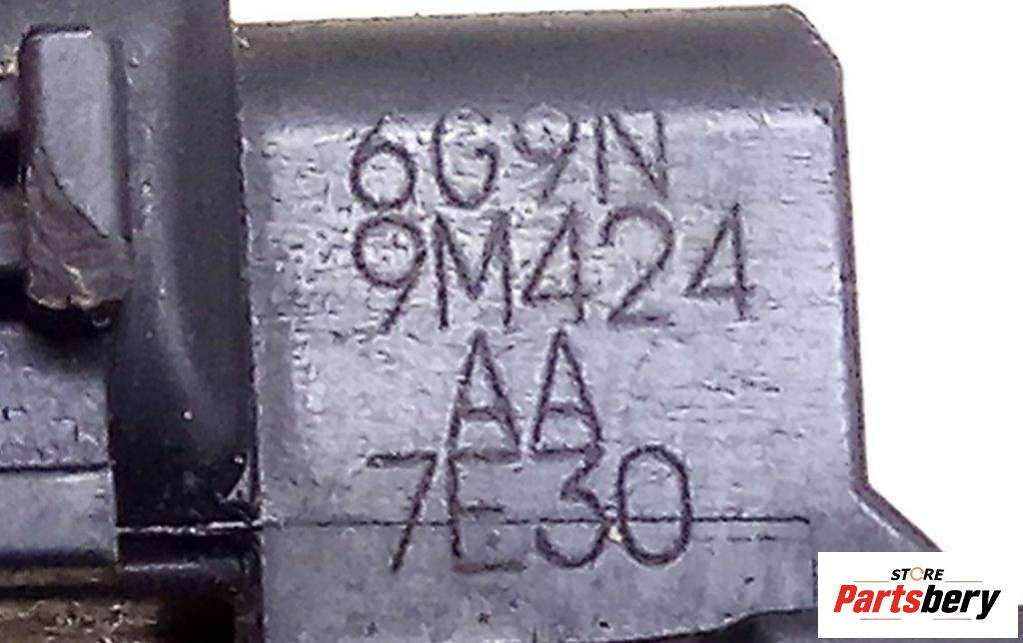 6G9N
9M424
AA
7E30
STORE
Partsbery